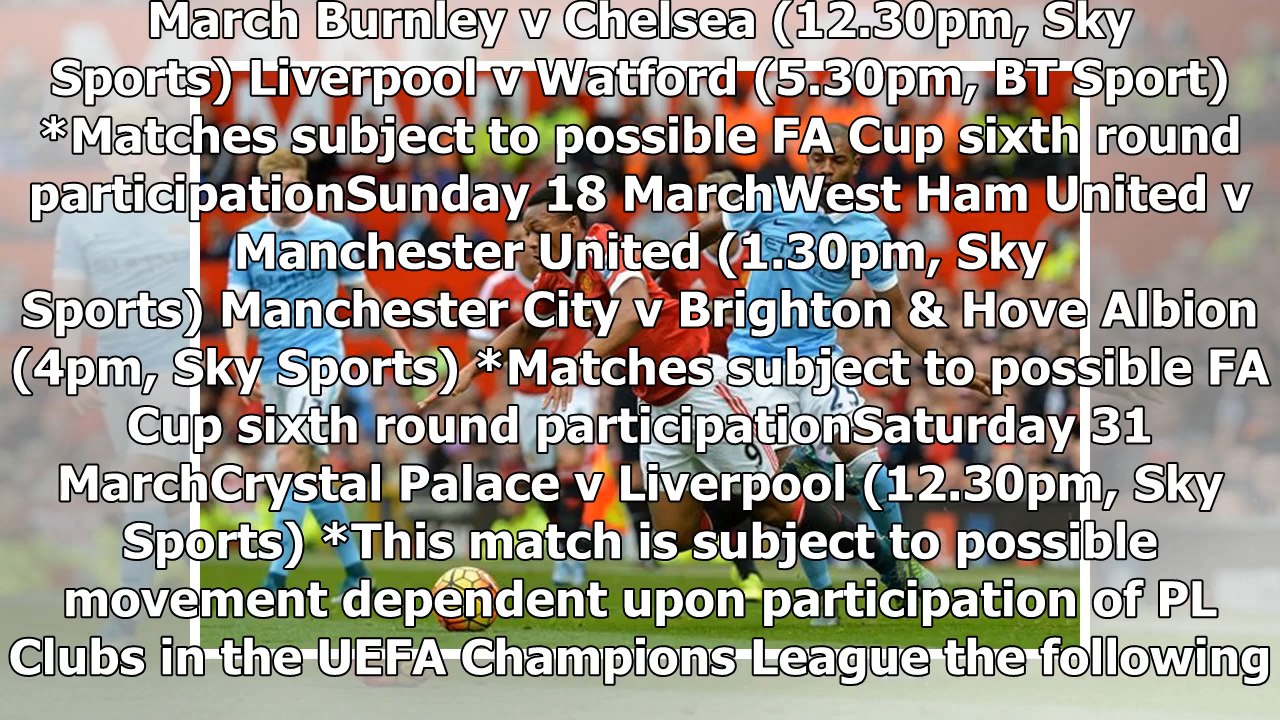 March Burnley v Chelsea (12.30pm, Sky
Sports) Liverpool v Watford (5.30pm, BT Sport)
*Matches subject to possible FA Cup sixth round
participationSunday 18 MarchWest Ham United v
Manchester United (1.30pm, Sky
Sports) Manchester City v Brighton & Hove Albion
(4pm, Sky Sports) *Matches subject to possible FA
Cup sixth round participationSaturday 31
MarchCrystal Palace v Liverpool (12.30pm, Sky
Sports) *This match is subject to possible
movement dependent upon participation of PL
Clubs in the UEFA Champions League the following
9